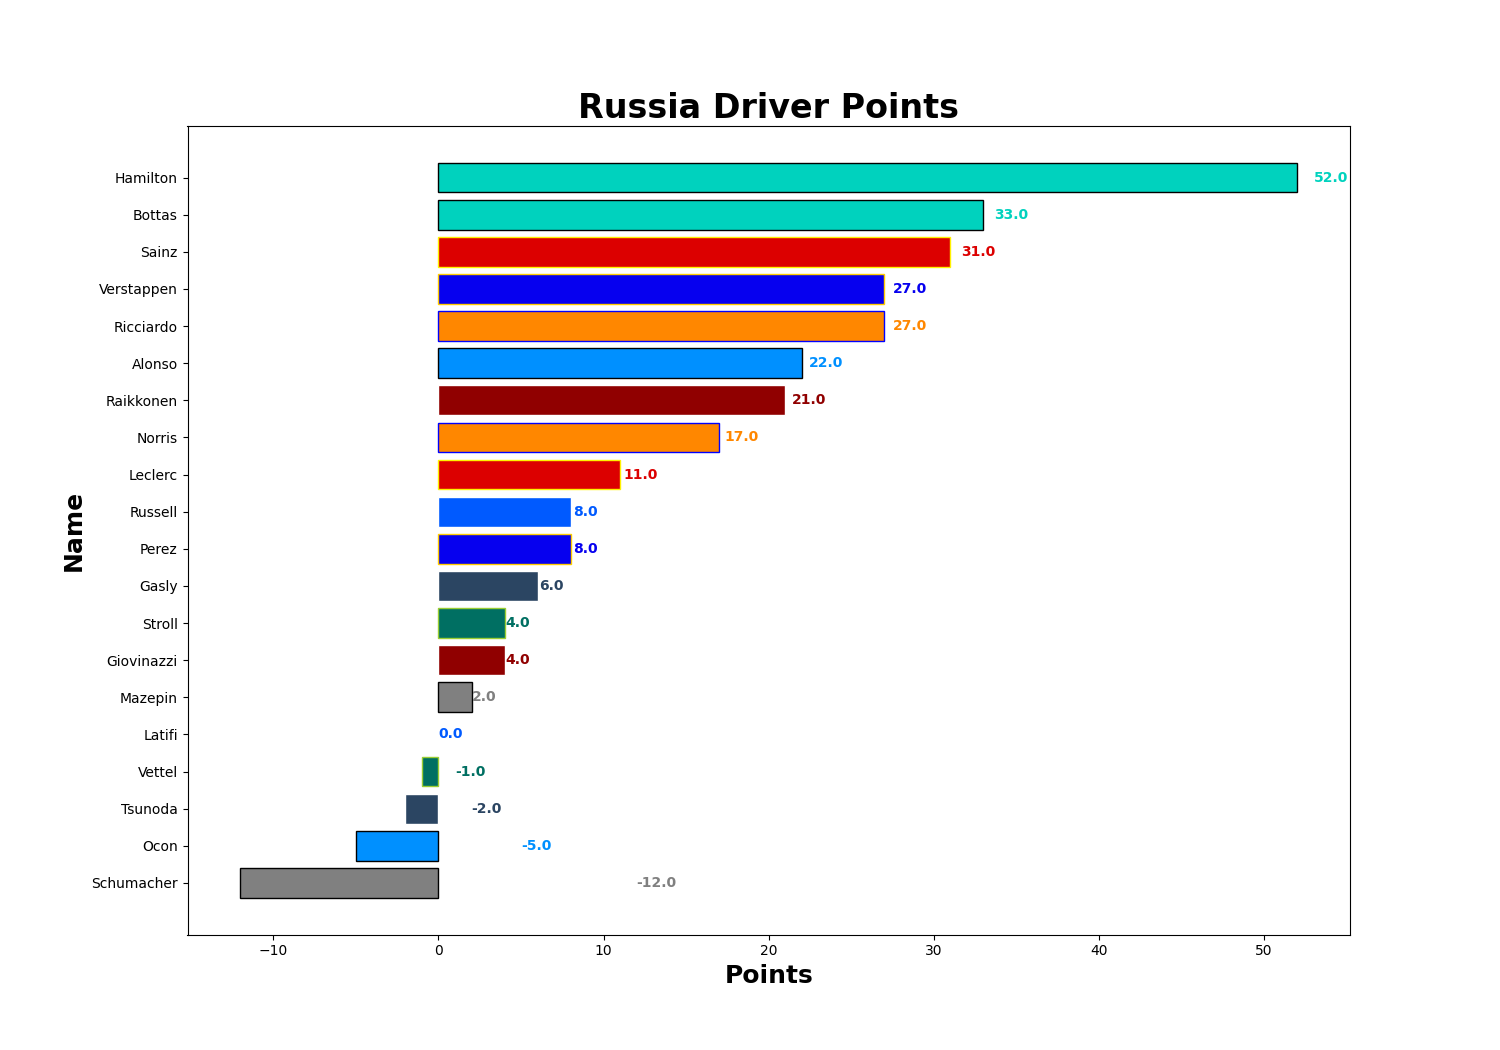 Russia Driver Points
Hamilton 52.0
Bottas 33.0
Sainz 31.0
Verstappen 27.0
Ricciardo 27.0
Alonso 22.0
Raikkonen 21.0
Norris 17.0
Leclerc 11.0
Russell 8.0
Perez 8.0
Gasly 6.0
Stroll 4.0
Giovinazzi 4.0
Mazepin 2.0
Latifi 0.0
Vettel -1.0
Tsunoda -2.0
Ocon -5.0
Schumacher -12.0
Name
−10 0 10 20 30 40 50
Points